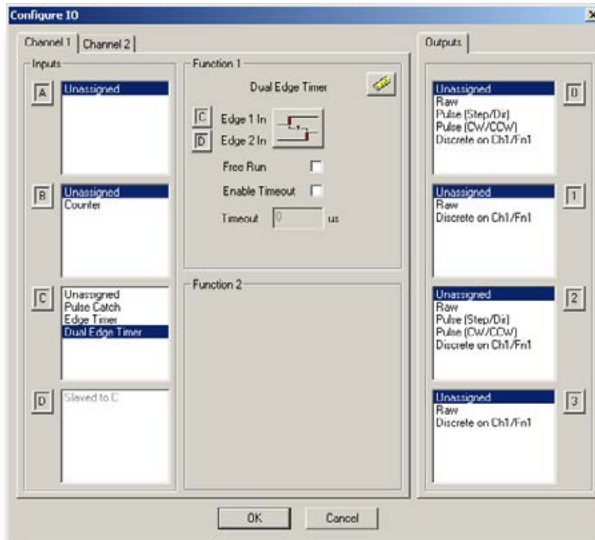 Configure IO
Channel 1
Channel 2
Inputs
A
Unassigned
B
Unassigned
Counter
C
Unassigned
Pulse Catch
Edge Timer
Dual Edge Timer
D
Slaved to C
Function 1
Dual Edge Timer
C
Edge 1 In
D
Edge 2 In
Free Run
Enable Timeout
Timeout 0 us
Function 2
Outputs
Unassigned
Raw
Pulse (Step/Dir)
Pulse (CW/CCW)
Discrete on Ch1/Fn1
0
Unassigned
Raw
Discrete on Ch1/Fn1
1
Unassigned
Raw
Pulse (Step/Dir)
Pulse (CW/CCW)
Discrete on Ch1/Fn1
2
Unassigned
Raw
Discrete on Ch1/Fn1
3
OK
Cancel